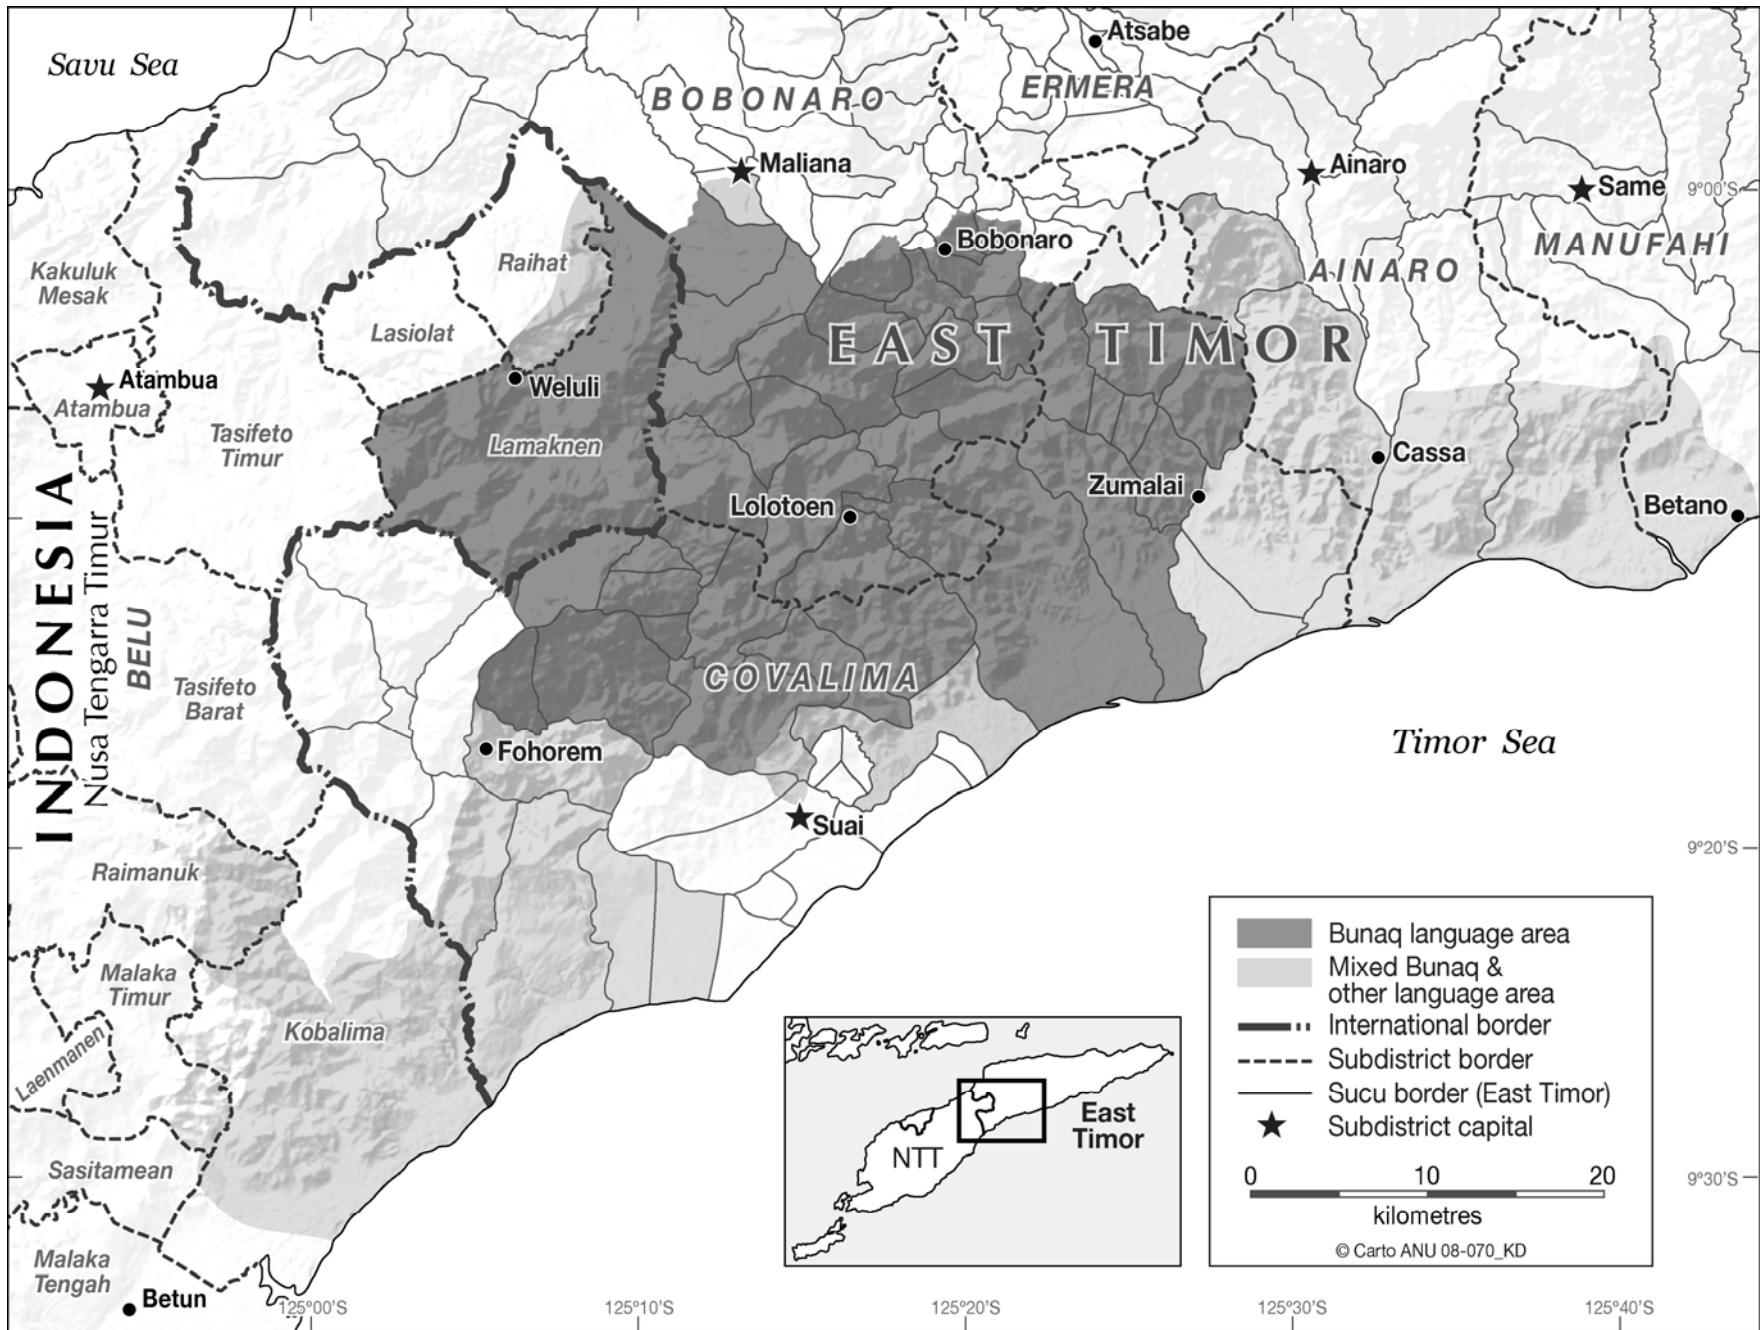 Savu Sea
Atsabe
BOBONARO
ERMERA
Maliana
Ainaro
Same
9°00'S
Bobonaro
MANUFAHI
Kakuluk
Mesak
Raihat
AINARO
Lasiolat
EAST TIMOR
Atambua
Atambua
Weluli
Tasifeto
Timur
Lamaknen
Cassa
Zumalai
Lolotoen
Betano
INDONESIA
Nusa Tengarra Timur
BELU
Tasifeto
Barat
COVALIMA
Fohorem
Timor Sea
Suai
9°20'S
Raimanuk
Malaka
Timur
Kobalima
Laenmanen
Sasitamean
Malaka
Tengah
Betun
Bunaq language area
Mixed Bunaq &
other language area
International border
Subdistrict border
Sucu border (East Timor)
Subdistrict capital
0 10 20
kilometres
© Carto ANU 08-070_KD
9°30'S
East
Timor
NTT
125°00'S
125°10'S
125°20'S
125°30'S
125°40'S